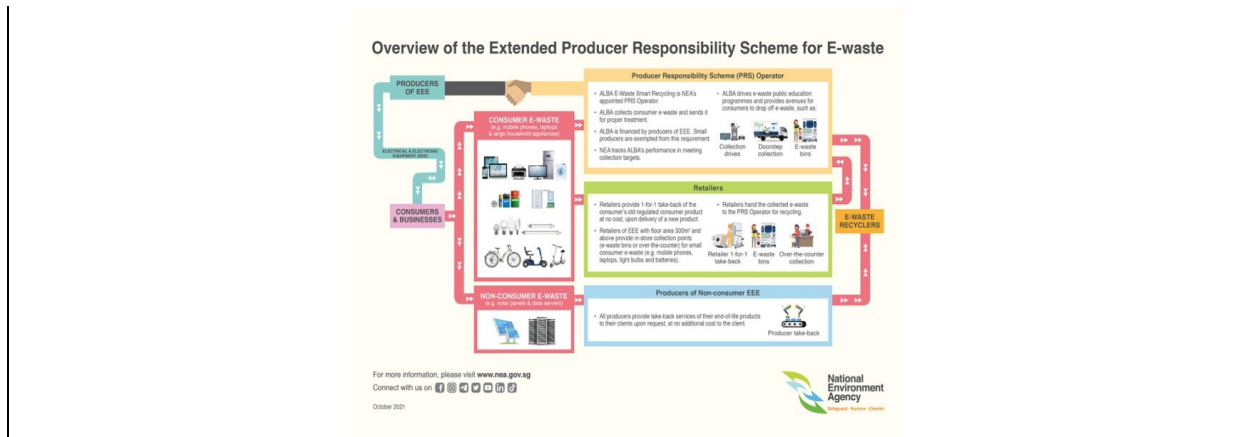 Overview of the Extended Producer Responsibility Scheme for E-waste
PRODUCERS
OF EEE
ELECTRICAL & ELECTRONIC
EQUIPMENT (EEE)
CONSUMERS
& BUSINESSES
CONSUMER E-WASTE
(e.g. mobile phones, laptops
& large household appliances)
NON-CONSUMER E-WASTE
(e.g. solar panels & data servers)
Producer Responsibility Scheme (PRS) Operator
• ALBA E-Waste Smart Recycling is NEA's
appointed PRS Operator.
• ALBA collects consumer e-waste and sends it
for proper treatment.
• ALBA is financed by producers of EEE. Small
producers are exempted from this requirement.
• NEA tracks ALBA's performance in meeting
collection targets.
• ALBA drives e-waste public education
programmes and provides avenues for
consumers to drop off e-waste, such as:
Collection
drives
Doorstep
collection
E-waste
bins
Retailers
• Retailers provide 1-for-1 take-back of the
consumer's old regulated consumer product
at no cost, upon delivery of a new product.
• Retailers of EEE with floor area 300m² and
above provide in-store collection points
(e-waste bins or over-the-counter) for small
consumer e-waste (e.g. mobile phones,
laptops, light bulbs and batteries).
• Retailers hand the collected e-waste
to the PRS Operator for recycling.
Retailer 1-for-1
take-back
E-waste
bins
Over-the-counter
collection
Producers of Non-consumer EEE
• All producers provide take-back services of their end-of-life products
to their clients upon request, at no additional cost to the client.
Producer take-back
E-WASTE
RECYCLERS
For more information, please visit www.nea.gov.sg
Connect with us on
October 2021
National
Environment
Agency
Safeguard • Nurture • Cherish